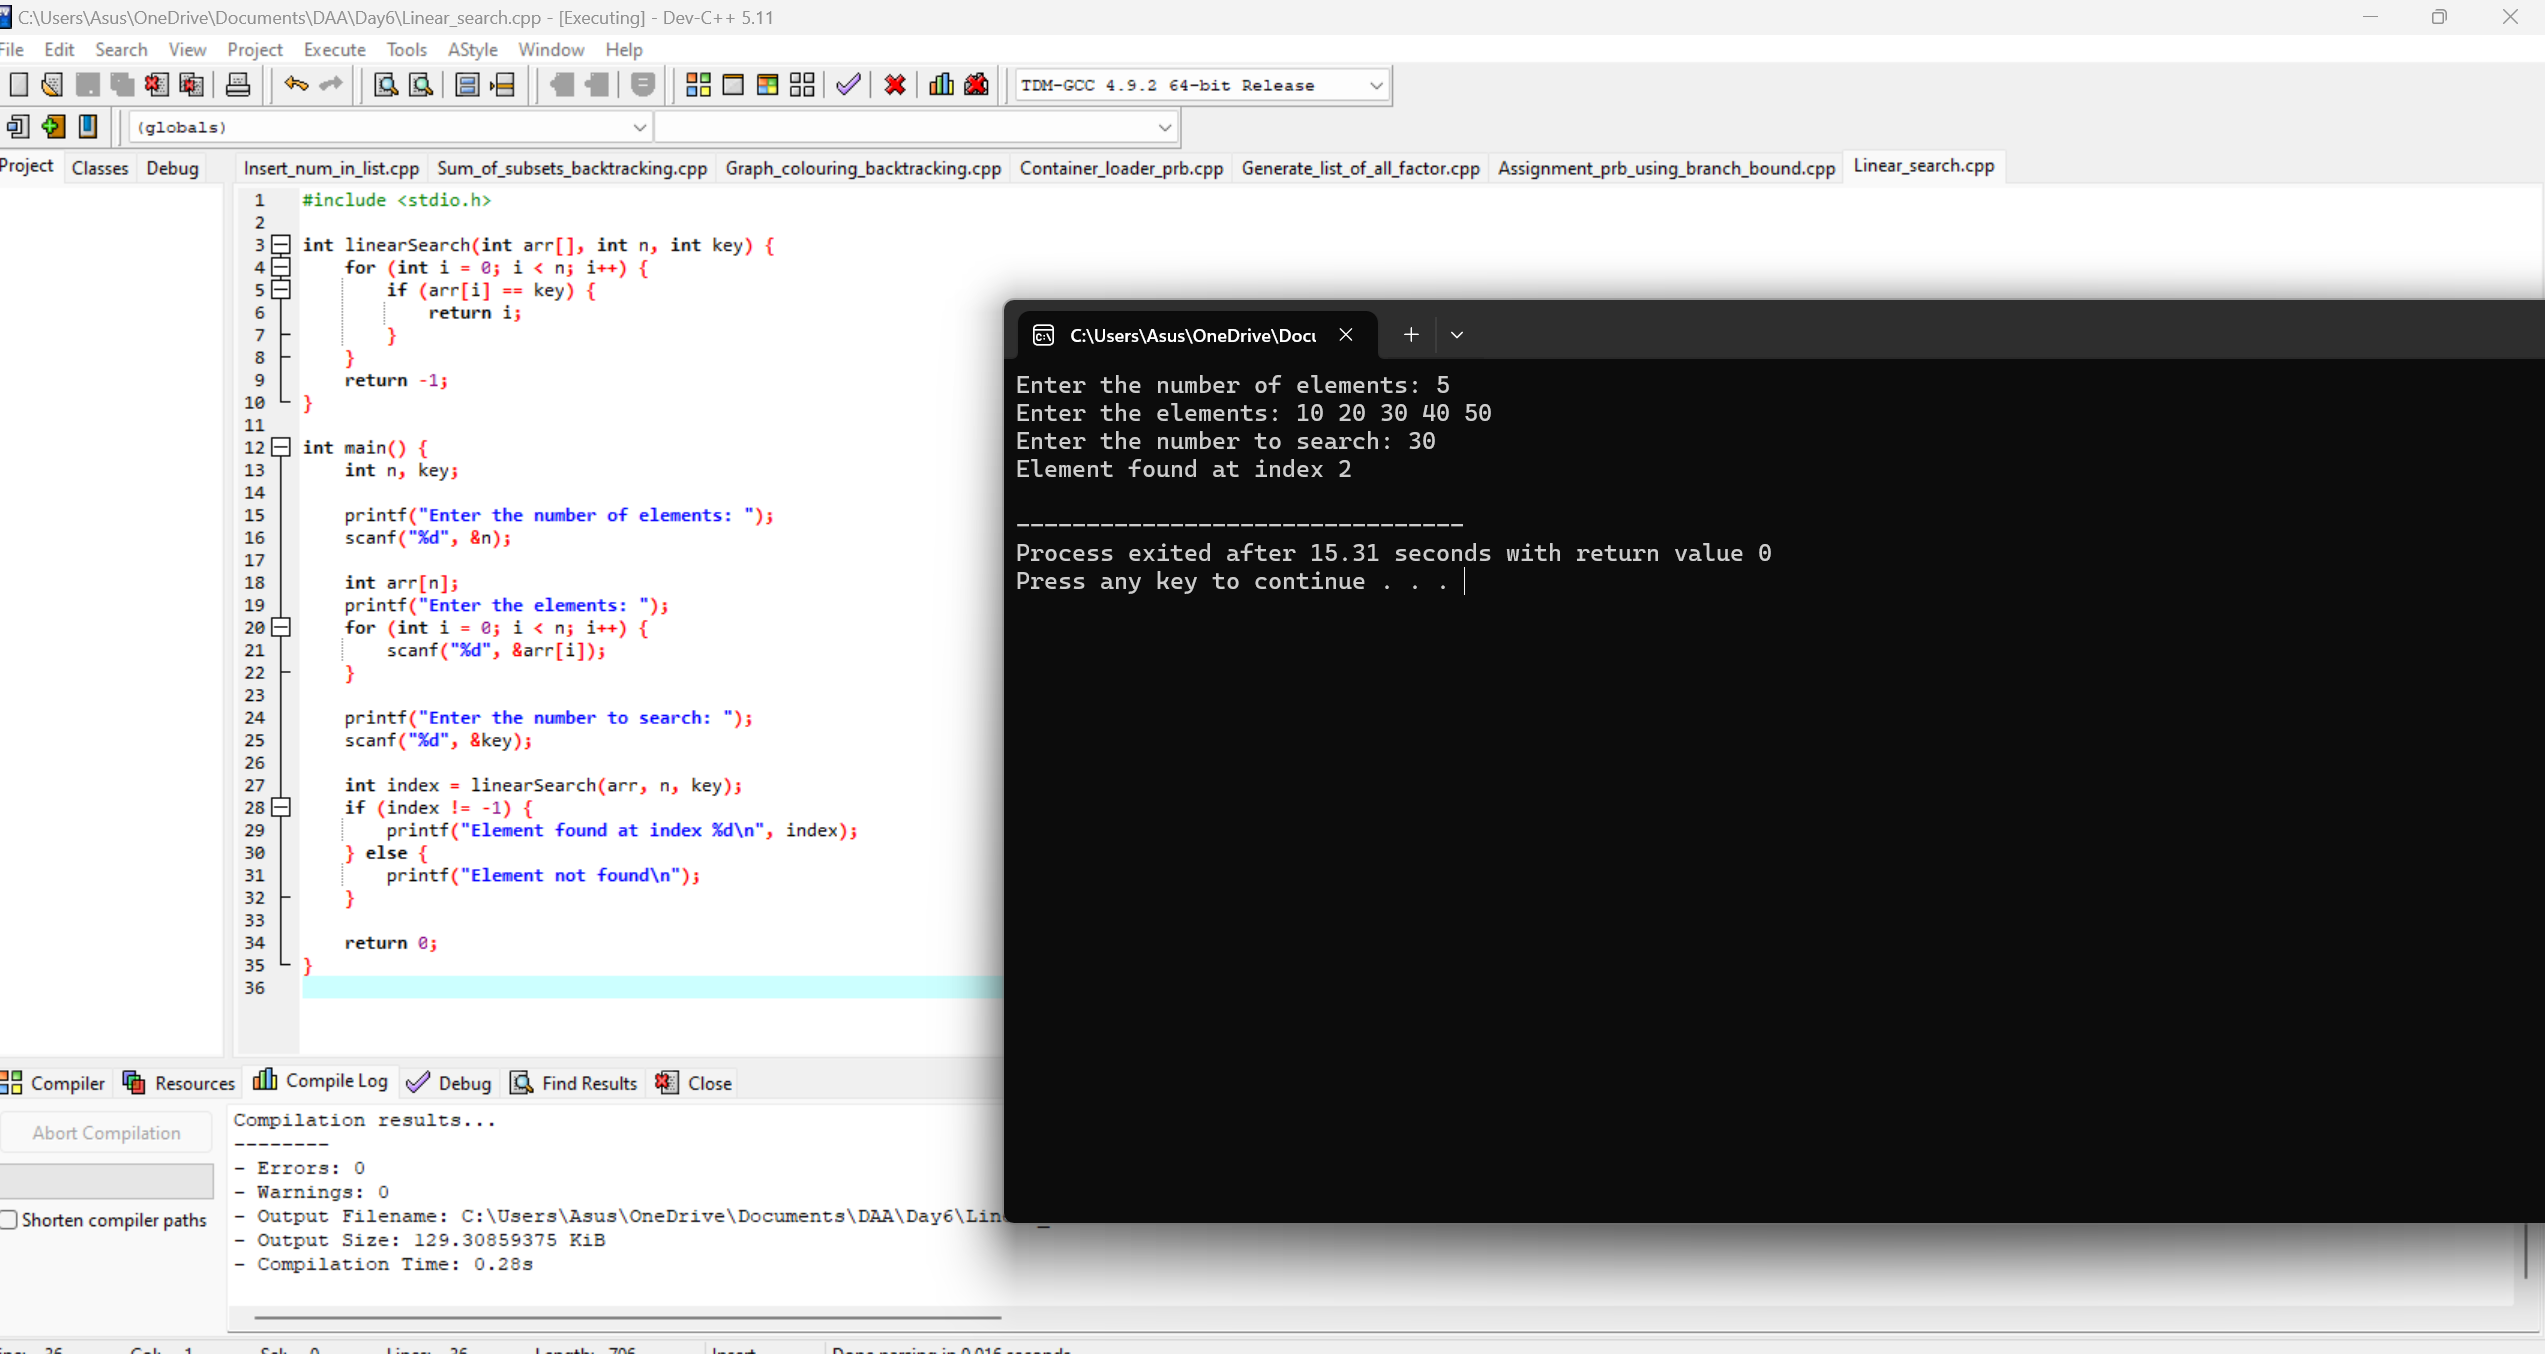 C:\Users\Asus\OneDrive\Documents\DAA\Day6\Linear_search.cpp - [Executing] - Dev-C++ 5.11
File Edit Search View Project Execute Tools AStyle Window Help
TDM-GCC 4.9.2 64-bit Release
(globals)
Project Classes Debug
Insert_num_in_list.cpp Sum_of_subsets_backtracking.cpp Graph_colouring_backtracking.cpp Container_loader_prb.cpp Generate_list_of_all_factor.cpp Assignment_prb_using_branch_bound.cpp Linear_search.cpp
1 #include <stdio.h>
2
3 int linearSearch(int arr[], int n, int key) {
4 for (int i = 0; i < n; i++) {
5 if (arr[i] == key) {
6 return i;
7 }
8 }
9 return -1;
10 }
11
12 int main() {
13 int n, key;
14
15 printf("Enter the number of elements: ");
16 scanf("%d", &n);
17
18 int arr[n];
19 printf("Enter the elements: ");
20 for (int i = 0; i < n; i++) {
21 scanf("%d", &arr[i]);
22 }
23
24 printf("Enter the number to search: ");
25 scanf("%d", &key);
26
27 int index = linearSearch(arr, n, key);
28 if (index != -1) {
29 printf("Element found at index %d\n", index);
30 } else {
31 printf("Element not found\n");
32 }
33
34 return 0;
35 }
36
C:\Users\Asus\OneDrive\Docu
Enter the number of elements: 5
Enter the elements: 10 20 30 40 50
Enter the number to search: 30
Element found at index 2
--------------------------------
Process exited after 15.31 seconds with return value 0
Press any key to continue . . .
Compiler Resources Compile Log Debug Find Results Close
Abort Compilation
Shorten compiler paths
Compilation results...
--------
- Errors: 0
- Warnings: 0
- Output Filename: C:\Users\Asus\OneDrive\Documents\DAA\Day6\Lin
- Output Size: 129.30859375 KiB
- Compilation Time: 0.28s